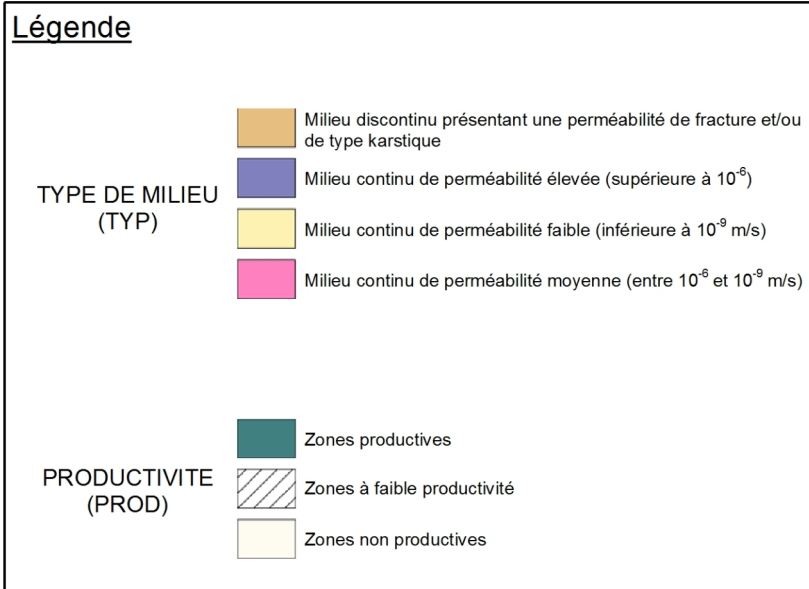 Légende
TYPE DE MILIEU
(TYP)
Milieu discontinu présentant une perméabilité de fracture et/ou
de type karstique
Milieu continu de perméabilité élevée (supérieure à 10⁻⁶)
Milieu continu de perméabilité faible (inférieure à 10⁻⁹ m/s)
Milieu continu de perméabilité moyenne (entre 10⁻⁶ et 10⁻⁹ m/s)
PRODUCTIVITE
(PROD)
Zones productives
Zones à faible productivité
Zones non productives